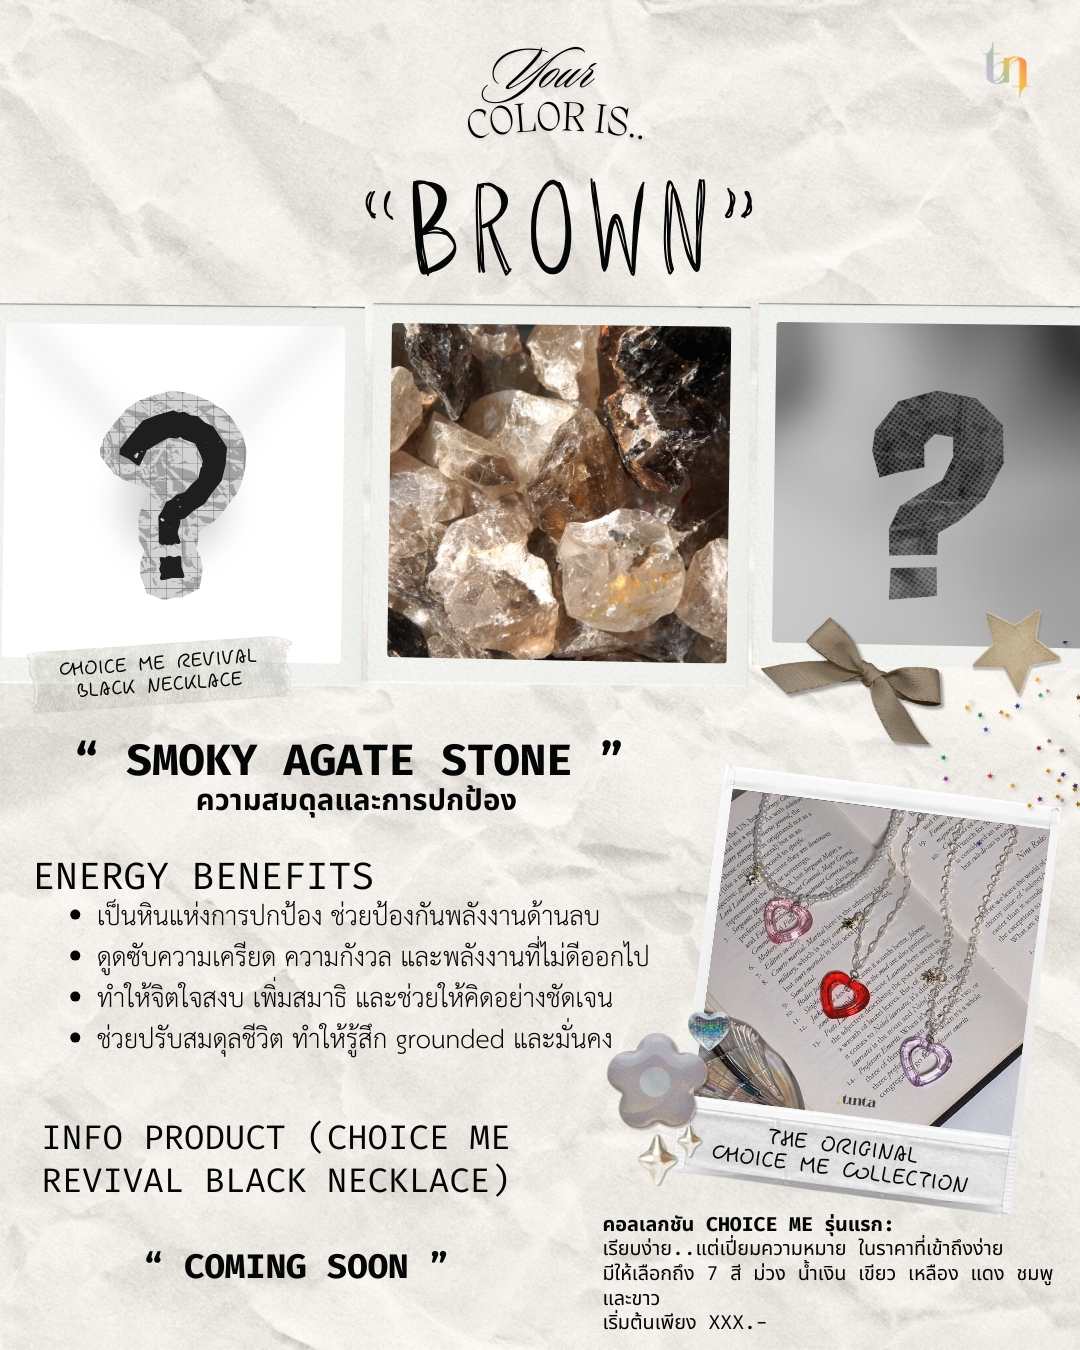 tn
Your
COLOR IS..
“BROWN”
CHOICE ME REVIVAL
BLACK NECKLACE
“ SMOKY AGATE STONE ”
ความสมดุลและการปกป้อง
ENERGY BENEFITS
• เป็นหินแห่งการปกป้อง ช่วยป้องกันพลังงานด้านลบ
• ดูดซับความเครียด ความกังวล และพลังงานที่ไม่ดีออกไป
• ทำให้จิตใจสงบ เพิ่มสมาธิ และช่วยให้คิดอย่างชัดเจน
• ช่วยปรับสมดุลชีวิต ทำให้รู้สึก grounded และมั่นคง
INFO PRODUCT (CHOICE ME
REVIVAL BLACK NECKLACE)
“ COMING SOON ”
.tunta
THE ORIGINAL
CHOICE ME COLLECTION
คอลเลกชัน CHOICE ME รุ่นแรก:
เรียบง่าย..แต่เปี่ยมความหมาย ในราคาที่เข้าถึงง่าย
มีให้เลือกถึง 7 สี ม่วง น้ำเงิน เขียว เหลือง แดง ชมพู
และขาว
เริ่มต้นเพียง XXX.-